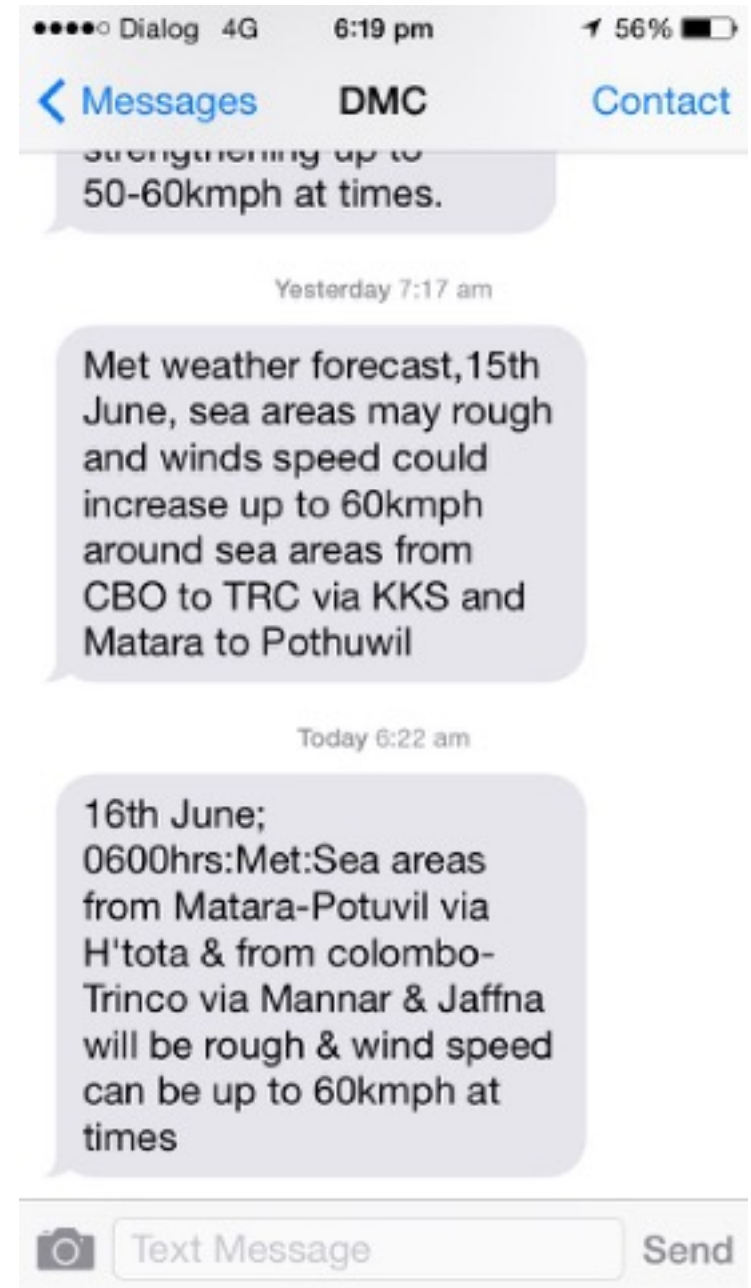 Dialog 4G 6:19 pm 56%
Messages DMC Contact
strengthening up to
50-60kmph at times.
Yesterday 7:17 am
Met weather forecast,15th
June, sea areas may rough
and winds speed could
increase up to 60kmph
around sea areas from
CBO to TRC via KKS and
Matara to Pothuwil
Today 6:22 am
16th June;
0600hrs:Met:Sea areas
from Matara-Potuvil via
H'tota & from colombo-
Trinco via Mannar & Jaffna
will be rough & wind speed
can be up to 60kmph at
times
Text Message Send